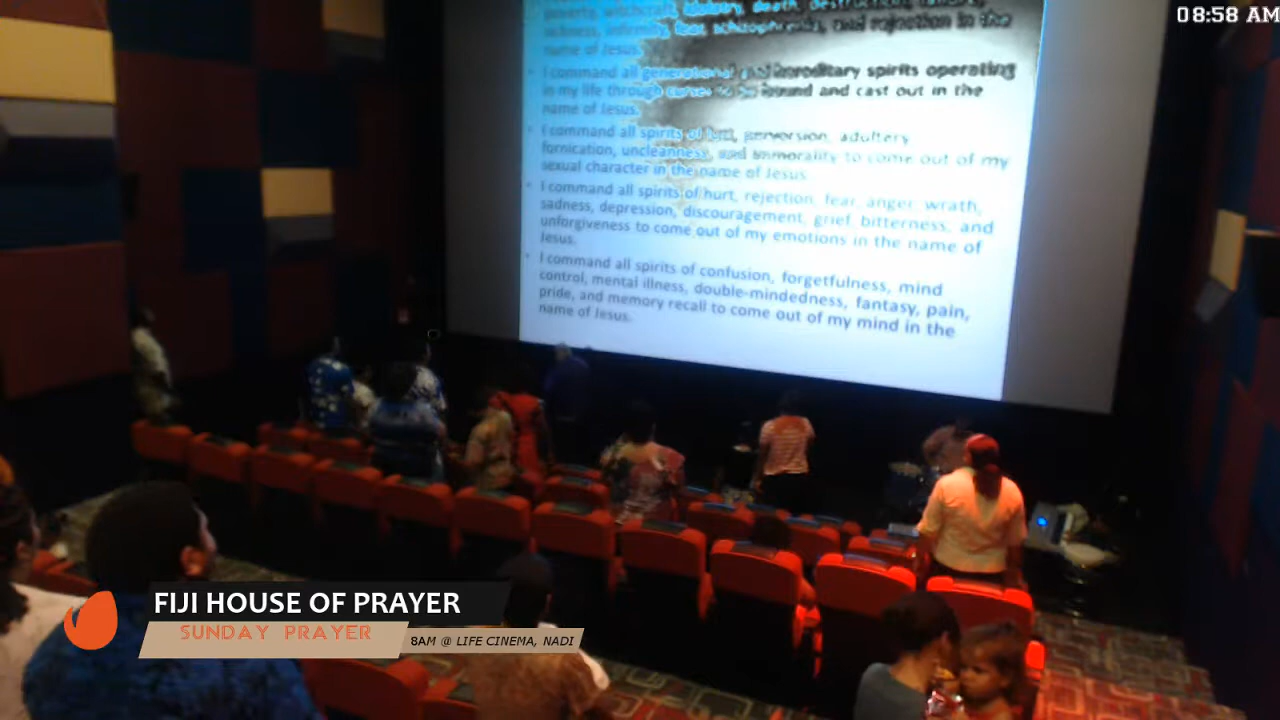 08:58 AM
poverty, witchcraft, idolatry, death, destruction, failure,
sickness, infirmity, fear, schizophrenia, and rejection in the
name of Jesus.
• I command all generational and hereditary spirits operating
in my life through curses to be bound and cast out in the
name of Jesus.
• I command all spirits of lust, perversion, adultery
fornication, uncleanness, and immorality to come out of my
sexual character in the name of Jesus.
• I command all spirits of hurt, rejection, fear, anger, wrath,
sadness, depression, discouragement, grief, bitterness, and
unforgiveness to come out of my emotions in the name of
Jesus.
• I command all spirits of confusion, forgetfulness, mind
control, mental illness, double-mindedness, fantasy, pain,
pride, and memory recall to come out of my mind in the
name of Jesus.
FIJI HOUSE OF PRAYER
SUNDAY PRAYER
8AM @ LIFE CINEMA, NADI